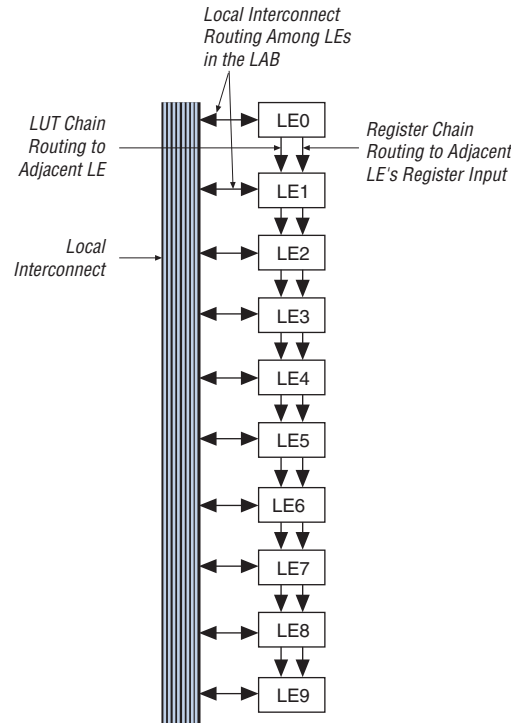 Local Interconnect
Routing Among LEs
in the LAB
LUT Chain
Routing to
Adjacent LE
Register Chain
Routing to Adjacent
LE's Register Input
Local
Interconnect
LE0
LE1
LE2
LE3
LE4
LE5
LE6
LE7
LE8
LE9